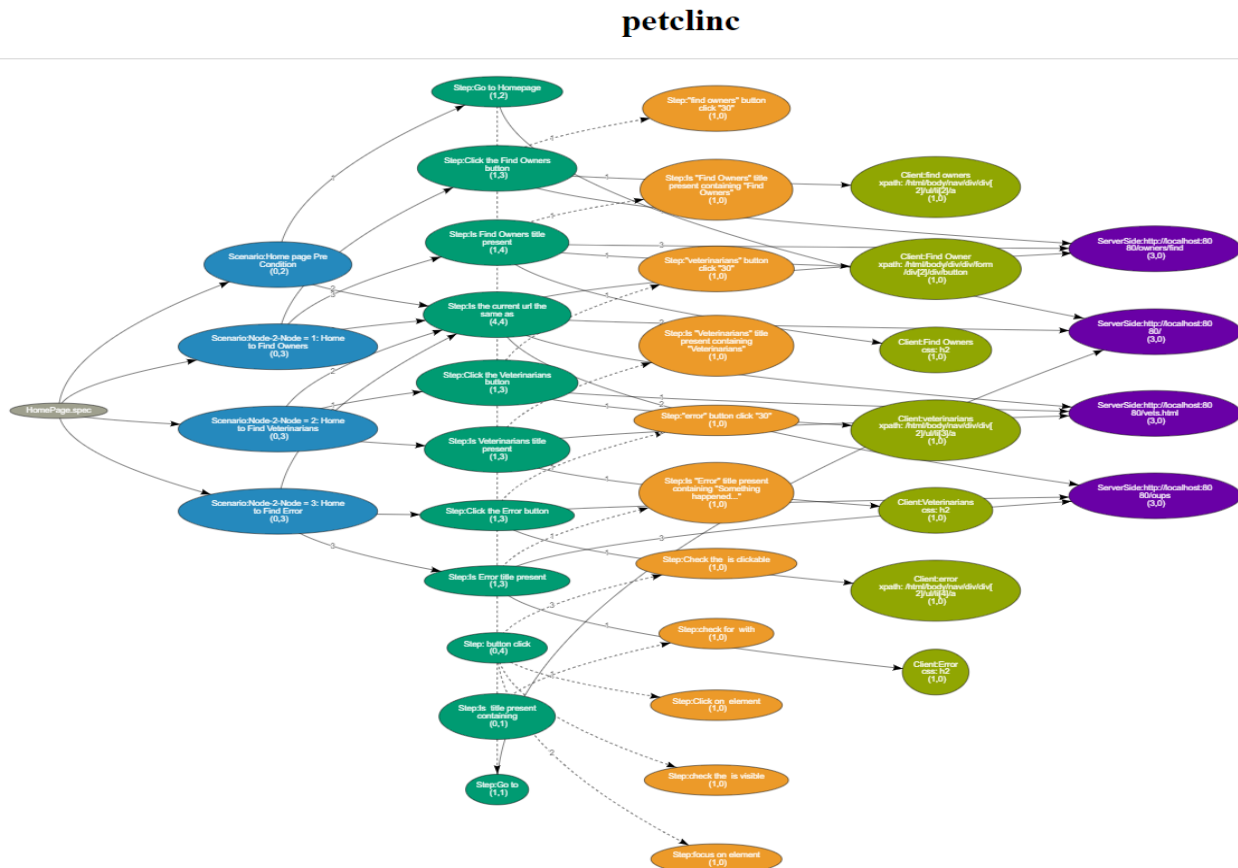 petclinc
HomePage.spec
Scenario:Home page Pre
Condition
(0,2)
Scenario:Node-2-Node = 1: Home
to Find Owners
(0,3)
Scenario:Node-2-Node = 2: Home
to Find Veterinarians
(0,3)
Scenario:Node-2-Node = 3: Home
to Find Error
(0,3)
Step:Go to Homepage
(1,2)
Step:Click the Find Owners
button
(1,3)
Step:Is Find Owners title
present
(1,4)
Step:Is the current url the
same as
(4,4)
Step:Click the Veterinarians
button
(1,3)
Step:Is Veterinarians title
present
(1,3)
Step:Click the Error button
(1,3)
Step:Is Error title present
(1,3)
Step: button click
(0,4)
Step:Is title present
containing
(0,1)
Step:Go to
(1,1)
Step:"find owners" button
click "30"
(1,0)
Step:Is "Find Owners" title
present containing "Find
Owners"
(1,0)
Step:"veterinarians" button
click "30"
(1,0)
Step:Is "Veterinarians" title
present containing
"Veterinarians"
(1,0)
Step:"error" button click "30"
(1,0)
Step:Is "Error" title present
containing "Something
happened..."
(1,0)
Step:Check the is clickable
(1,0)
Step:check for with
(1,0)
Step:Click on element
(1,0)
Step:check the is visible
(1,0)
Step:focus on element
(1,0)
Client:find owners
xpath: /html/body/nav/div/div[
2]/ul/li[2]/a
(1,0)
Client:Find Owner
xpath: /html/body/div/div/form
/div[2]/div/button
(1,0)
Client:Find Owners
css: h2
(1,0)
Client:veterinarians
xpath: /html/body/nav/div/div[
2]/ul/li[3]/a
(1,0)
Client:Veterinarians
css: h2
(1,0)
Client:error
xpath: /html/body/nav/div/div[
2]/ul/li[4]/a
(1,0)
Client:Error
css: h2
(1,0)
ServerSide:http://localhost:80
80/owners/find
(3,0)
ServerSide:http://localhost:80
80/
(3,0)
ServerSide:http://localhost:80
80/vets.html
(3,0)
ServerSide:http://localhost:80
80/oups
(3,0)